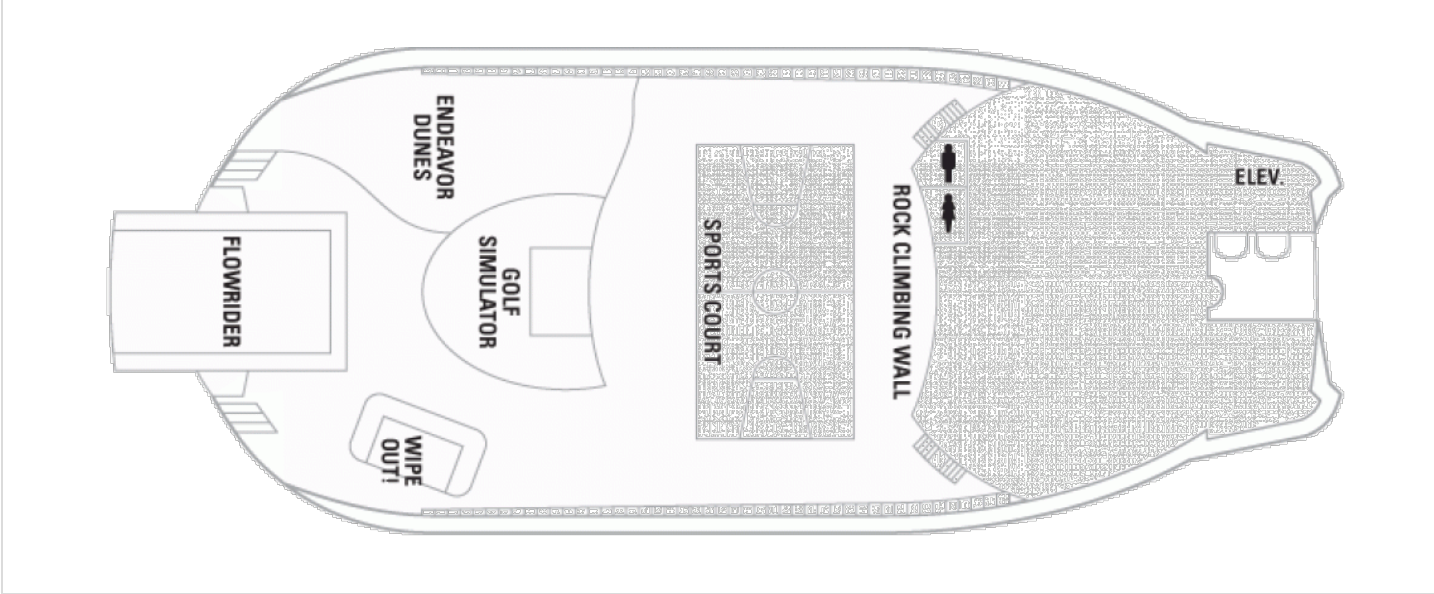 ENDEAVOR
DUNES
FLOWRIDER
GOLF
SIMULATOR
WIPE
OUT!
SPORTS COURT
ROCK CLIMBING WALL
ELEV.